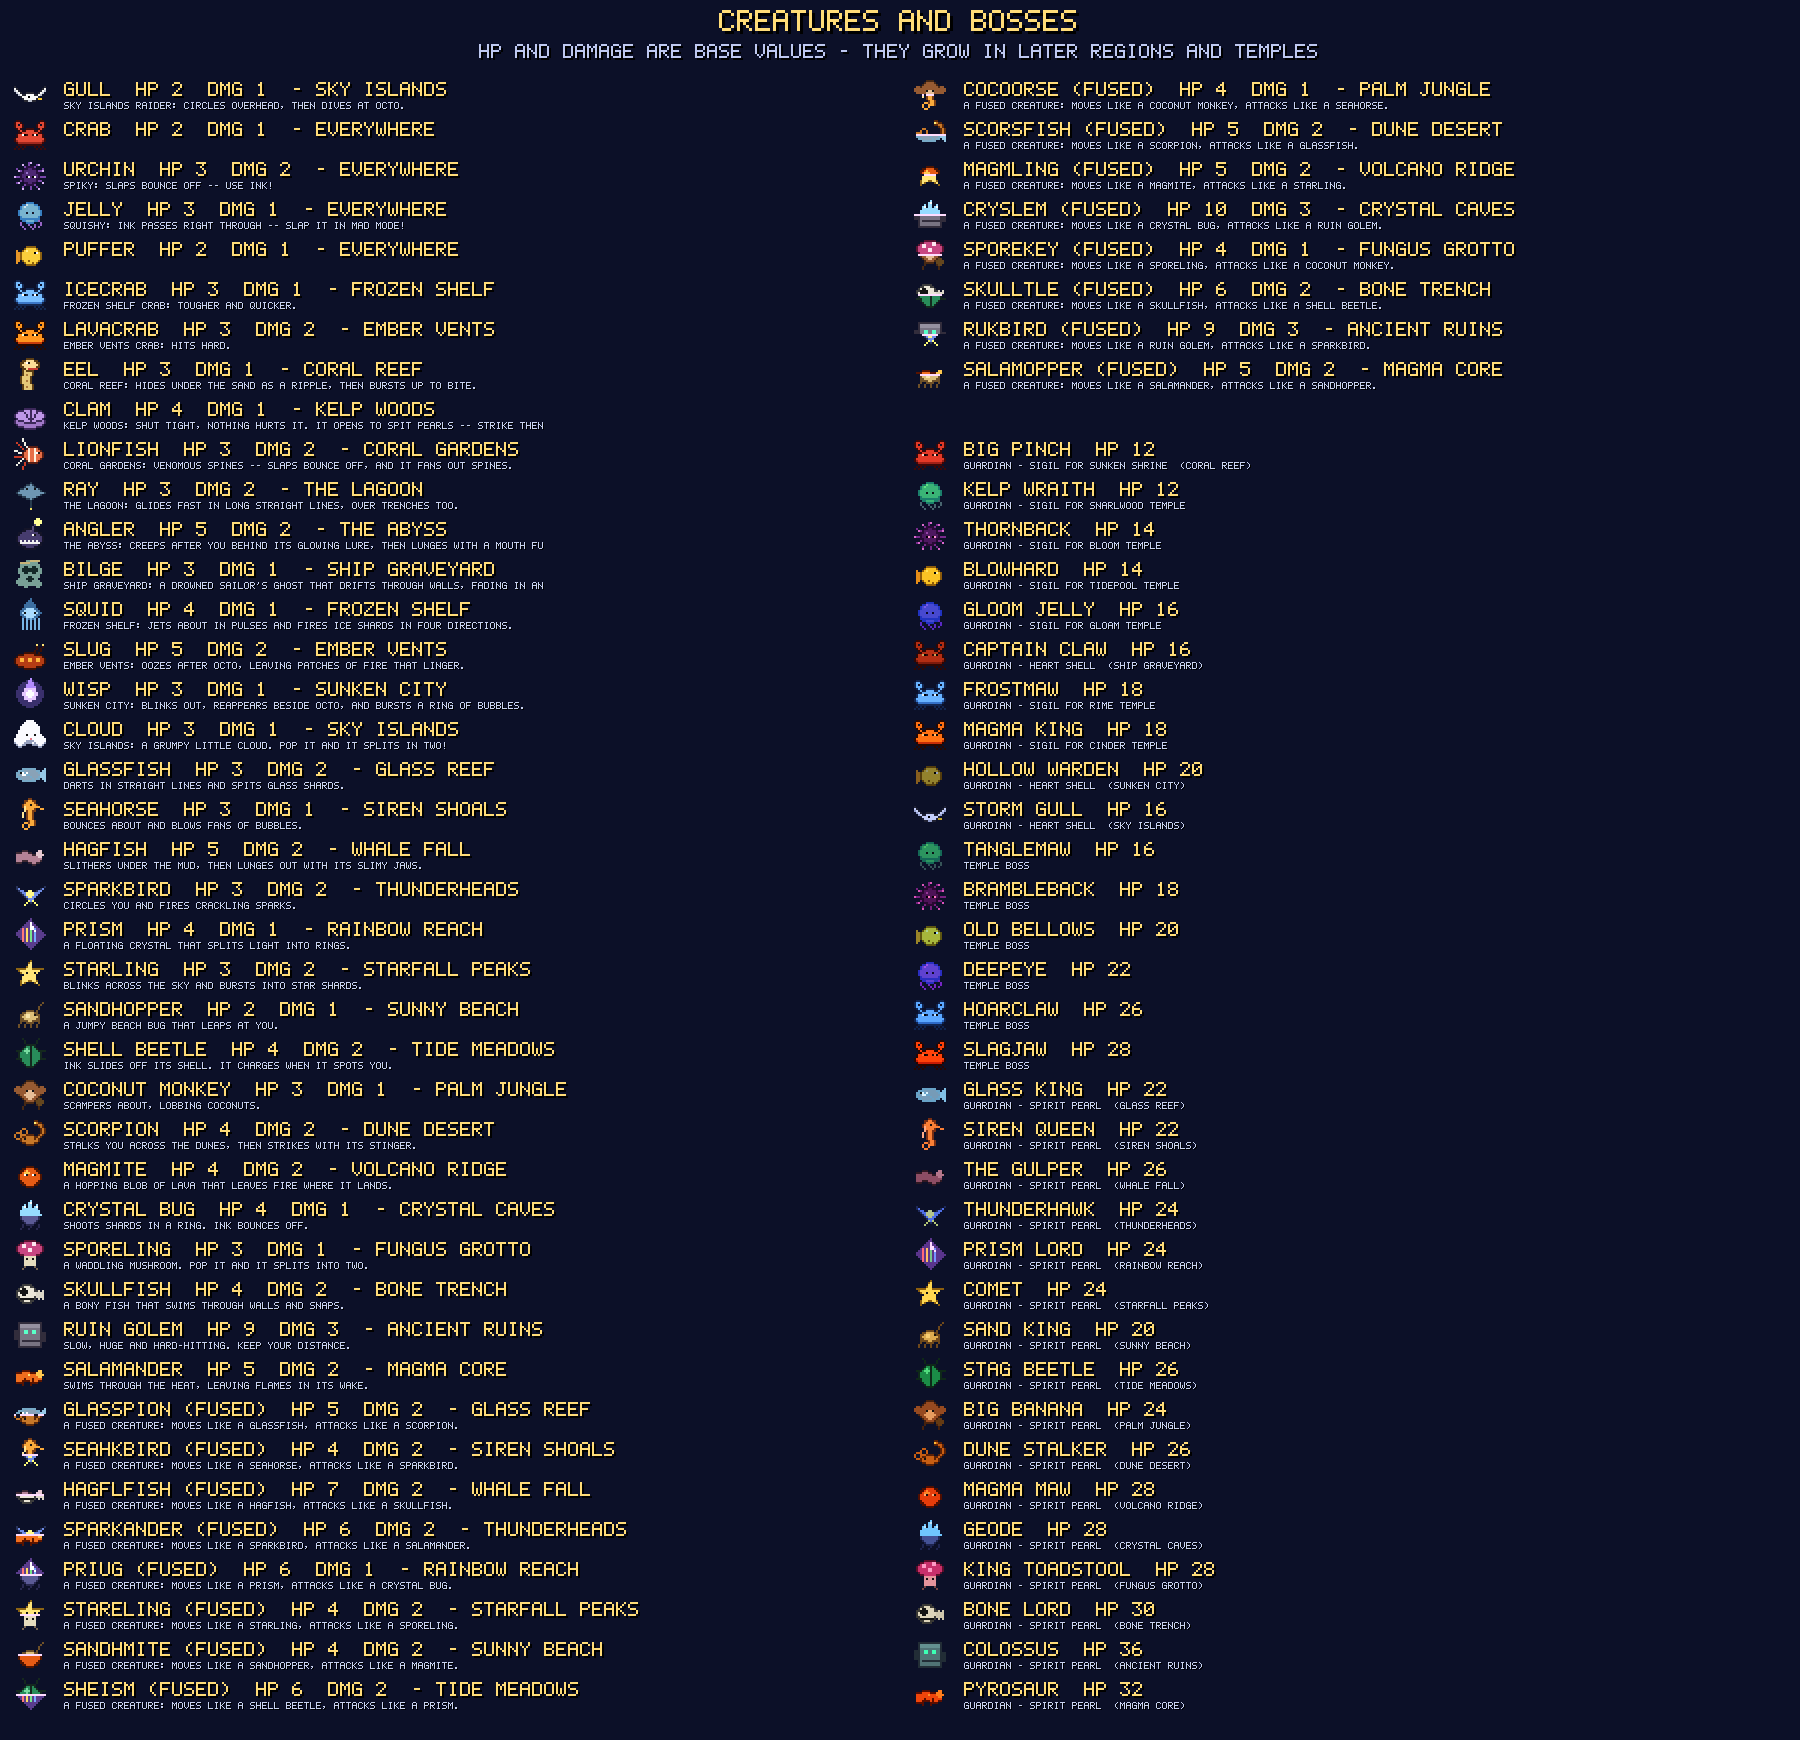 CREATURES AND BOSSES
HP AND DAMAGE ARE BASE VALUES - THEY GROW IN LATER REGIONS AND TEMPLES
GULL HP 2 DMG 1 - SKY ISLANDS
SKY ISLANDS RAIDER: CIRCLES OVERHEAD, THEN DIVES AT OCTO.
CRAB HP 2 DMG 1 - EVERYWHERE
URCHIN HP 3 DMG 2 - EVERYWHERE
SPIKY: SLAPS BOUNCE OFF -- USE INK!
JELLY HP 3 DMG 1 - EVERYWHERE
SQUISHY: INK PASSES RIGHT THROUGH -- SLAP IT IN MAD MODE!
PUFFER HP 2 DMG 1 - EVERYWHERE
ICECRAB HP 3 DMG 1 - FROZEN SHELF
FROZEN SHELF CRAB: TOUGHER AND QUICKER.
LAVACRAB HP 3 DMG 2 - EMBER VENTS
EMBER VENTS CRAB: HITS HARD.
EEL HP 3 DMG 1 - CORAL REEF
CORAL REEF: HIDES UNDER THE SAND AS A RIPPLE, THEN BURSTS UP TO BITE.
CLAM HP 4 DMG 1 - KELP WOODS
KELP WOODS: SHUT TIGHT, NOTHING HURTS IT. IT OPENS TO SPIT PEARLS -- STRIKE THEN
LIONFISH HP 3 DMG 2 - CORAL GARDENS
CORAL GARDENS: VENOMOUS SPINES -- SLAPS BOUNCE OFF, AND IT FANS OUT SPINES.
RAY HP 3 DMG 2 - THE LAGOON
THE LAGOON: GLIDES FAST IN LONG STRAIGHT LINES, OVER TRENCHES TOO.
ANGLER HP 5 DMG 2 - THE ABYSS
THE ABYSS: CREEPS AFTER YOU BEHIND ITS GLOWING LURE, THEN LUNGES WITH A MOUTH FU
BILGE HP 3 DMG 1 - SHIP GRAVEYARD
SHIP GRAVEYARD: A DROWNED SAILOR'S GHOST THAT DRIFTS THROUGH WALLS, FADING IN AN
SQUID HP 4 DMG 1 - FROZEN SHELF
FROZEN SHELF: JETS ABOUT IN PULSES AND FIRES ICE SHARDS IN FOUR DIRECTIONS.
SLUG HP 5 DMG 2 - EMBER VENTS
EMBER VENTS: OOZES AFTER OCTO, LEAVING PATCHES OF FIRE THAT LINGER.
WISP HP 3 DMG 1 - SUNKEN CITY
SUNKEN CITY: BLINKS OUT, REAPPEARS BESIDE OCTO, AND BURSTS A RING OF BUBBLES.
CLOUD HP 3 DMG 1 - SKY ISLANDS
SKY ISLANDS: A GRUMPY LITTLE CLOUD. POP IT AND IT SPLITS IN TWO!
GLASSFISH HP 3 DMG 2 - GLASS REEF
DARTS IN STRAIGHT LINES AND SPITS GLASS SHARDS.
SEAHORSE HP 3 DMG 1 - SIREN SHOALS
BOUNCES ABOUT AND BLOWS FANS OF BUBBLES.
HAGFISH HP 5 DMG 2 - WHALE FALL
SLITHERS UNDER THE MUD, THEN LUNGES OUT WITH ITS SLIMY JAWS.
SPARKBIRD HP 3 DMG 2 - THUNDERHEADS
CIRCLES YOU AND FIRES CRACKLING SPARKS.
PRISM HP 4 DMG 1 - RAINBOW REACH
A FLOATING CRYSTAL THAT SPLITS LIGHT INTO RINGS.
STARLING HP 3 DMG 2 - STARFALL PEAKS
BLINKS ACROSS THE SKY AND BURSTS INTO STAR SHARDS.
SANDHOPPER HP 2 DMG 1 - SUNNY BEACH
A JUMPY BEACH BUG THAT LEAPS AT YOU.
SHELL BEETLE HP 4 DMG 2 - TIDE MEADOWS
INK SLIDES OFF ITS SHELL. IT CHARGES WHEN IT SPOTS YOU.
COCONUT MONKEY HP 3 DMG 1 - PALM JUNGLE
SCAMPERS ABOUT, LOBBING COCONUTS.
SCORPION HP 4 DMG 2 - DUNE DESERT
STALKS YOU ACROSS THE DUNES, THEN STRIKES WITH ITS STINGER.
MAGMITE HP 4 DMG 2 - VOLCANO RIDGE
A HOPPING BLOB OF LAVA THAT LEAVES FIRE WHERE IT LANDS.
CRYSTAL BUG HP 4 DMG 1 - CRYSTAL CAVES
SHOOTS SHARDS IN A RING. INK BOUNCES OFF.
SPORELING HP 3 DMG 1 - FUNGUS GROTTO
A WADDLING MUSHROOM. POP IT AND IT SPLITS INTO TWO.
SKULLFISH HP 4 DMG 2 - BONE TRENCH
A BONY FISH THAT SWIMS THROUGH WALLS AND SNAPS.
RUIN GOLEM HP 9 DMG 3 - ANCIENT RUINS
SLOW, HUGE AND HARD-HITTING. KEEP YOUR DISTANCE.
SALAMANDER HP 5 DMG 2 - MAGMA CORE
SWIMS THROUGH THE HEAT, LEAVING FLAMES IN ITS WAKE.
GLASSPION (FUSED) HP 5 DMG 2 - GLASS REEF
A FUSED CREATURE: MOVES LIKE A GLASSFISH, ATTACKS LIKE A SCORPION.
SEAHKBIRD (FUSED) HP 4 DMG 2 - SIREN SHOALS
A FUSED CREATURE: MOVES LIKE A SEAHORSE, ATTACKS LIKE A SPARKBIRD.
HAGFLFISH (FUSED) HP 7 DMG 2 - WHALE FALL
A FUSED CREATURE: MOVES LIKE A HAGFISH, ATTACKS LIKE A SKULLFISH.
SPARKANDER (FUSED) HP 6 DMG 2 - THUNDERHEADS
A FUSED CREATURE: MOVES LIKE A SPARKBIRD, ATTACKS LIKE A SALAMANDER.
PRIUG (FUSED) HP 6 DMG 1 - RAINBOW REACH
A FUSED CREATURE: MOVES LIKE A PRISM, ATTACKS LIKE A CRYSTAL BUG.
STARELING (FUSED) HP 4 DMG 2 - STARFALL PEAKS
A FUSED CREATURE: MOVES LIKE A STARLING, ATTACKS LIKE A SPORELING.
SANDHMITE (FUSED) HP 4 DMG 2 - SUNNY BEACH
A FUSED CREATURE: MOVES LIKE A SANDHOPPER, ATTACKS LIKE A MAGMITE.
SHEISM (FUSED) HP 6 DMG 2 - TIDE MEADOWS
A FUSED CREATURE: MOVES LIKE A SHELL BEETLE, ATTACKS LIKE A PRISM.
COCOORSE (FUSED) HP 4 DMG 1 - PALM JUNGLE
A FUSED CREATURE: MOVES LIKE A COCONUT MONKEY, ATTACKS LIKE A SEAHORSE.
SCORSFISH (FUSED) HP 5 DMG 2 - DUNE DESERT
A FUSED CREATURE: MOVES LIKE A SCORPION, ATTACKS LIKE A GLASSFISH.
MAGMLING (FUSED) HP 5 DMG 2 - VOLCANO RIDGE
A FUSED CREATURE: MOVES LIKE A MAGMITE, ATTACKS LIKE A STARLING.
CRYSLEM (FUSED) HP 10 DMG 3 - CRYSTAL CAVES
A FUSED CREATURE: MOVES LIKE A CRYSTAL BUG, ATTACKS LIKE A RUIN GOLEM.
SPOREKEY (FUSED) HP 4 DMG 1 - FUNGUS GROTTO
A FUSED CREATURE: MOVES LIKE A SPORELING, ATTACKS LIKE A COCONUT MONKEY.
SKULLTLE (FUSED) HP 6 DMG 2 - BONE TRENCH
A FUSED CREATURE: MOVES LIKE A SKULLFISH, ATTACKS LIKE A SHELL BEETLE.
RUKBIRD (FUSED) HP 9 DMG 3 - ANCIENT RUINS
A FUSED CREATURE: MOVES LIKE A RUIN GOLEM, ATTACKS LIKE A SPARKBIRD.
SALAMOPPER (FUSED) HP 5 DMG 2 - MAGMA CORE
A FUSED CREATURE: MOVES LIKE A SALAMANDER, ATTACKS LIKE A SANDHOPPER.
BIG PINCH HP 12
GUARDIAN - SIGIL FOR SUNKEN SHRINE (CORAL REEF)
KELP WRAITH HP 12
GUARDIAN - SIGIL FOR SNARLWOOD TEMPLE
THORNBACK HP 14
GUARDIAN - SIGIL FOR BLOOM TEMPLE
BLOWHARD HP 14
GUARDIAN - SIGIL FOR TIDEPOOL TEMPLE
GLOOM JELLY HP 16
GUARDIAN - SIGIL FOR GLOAM TEMPLE
CAPTAIN CLAW HP 16
GUARDIAN - HEART SHELL (SHIP GRAVEYARD)
FROSTMAW HP 18
GUARDIAN - SIGIL FOR RIME TEMPLE
MAGMA KING HP 18
GUARDIAN - SIGIL FOR CINDER TEMPLE
HOLLOW WARDEN HP 20
GUARDIAN - HEART SHELL (SUNKEN CITY)
STORM GULL HP 16
GUARDIAN - HEART SHELL (SKY ISLANDS)
TANGLEMAW HP 16
TEMPLE BOSS
BRAMBLEBACK HP 18
TEMPLE BOSS
OLD BELLOWS HP 20
TEMPLE BOSS
DEEPEYE HP 22
TEMPLE BOSS
HOARCLAW HP 26
TEMPLE BOSS
SLAGJAW HP 28
TEMPLE BOSS
GLASS KING HP 22
GUARDIAN - SPIRIT PEARL (GLASS REEF)
SIREN QUEEN HP 22
GUARDIAN - SPIRIT PEARL (SIREN SHOALS)
THE GULPER HP 26
GUARDIAN - SPIRIT PEARL (WHALE FALL)
THUNDERHAWK HP 24
GUARDIAN - SPIRIT PEARL (THUNDERHEADS)
PRISM LORD HP 24
GUARDIAN - SPIRIT PEARL (RAINBOW REACH)
COMET HP 24
GUARDIAN - SPIRIT PEARL (STARFALL PEAKS)
SAND KING HP 20
GUARDIAN - SPIRIT PEARL (SUNNY BEACH)
STAG BEETLE HP 26
GUARDIAN - SPIRIT PEARL (TIDE MEADOWS)
BIG BANANA HP 24
GUARDIAN - SPIRIT PEARL (PALM JUNGLE)
DUNE STALKER HP 26
GUARDIAN - SPIRIT PEARL (DUNE DESERT)
MAGMA MAW HP 28
GUARDIAN - SPIRIT PEARL (VOLCANO RIDGE)
GEODE HP 28
GUARDIAN - SPIRIT PEARL (CRYSTAL CAVES)
KING TOADSTOOL HP 28
GUARDIAN - SPIRIT PEARL (FUNGUS GROTTO)
BONE LORD HP 30
GUARDIAN - SPIRIT PEARL (BONE TRENCH)
COLOSSUS HP 36
GUARDIAN - SPIRIT PEARL (ANCIENT RUINS)
PYROSAUR HP 32
GUARDIAN - SPIRIT PEARL (MAGMA CORE)